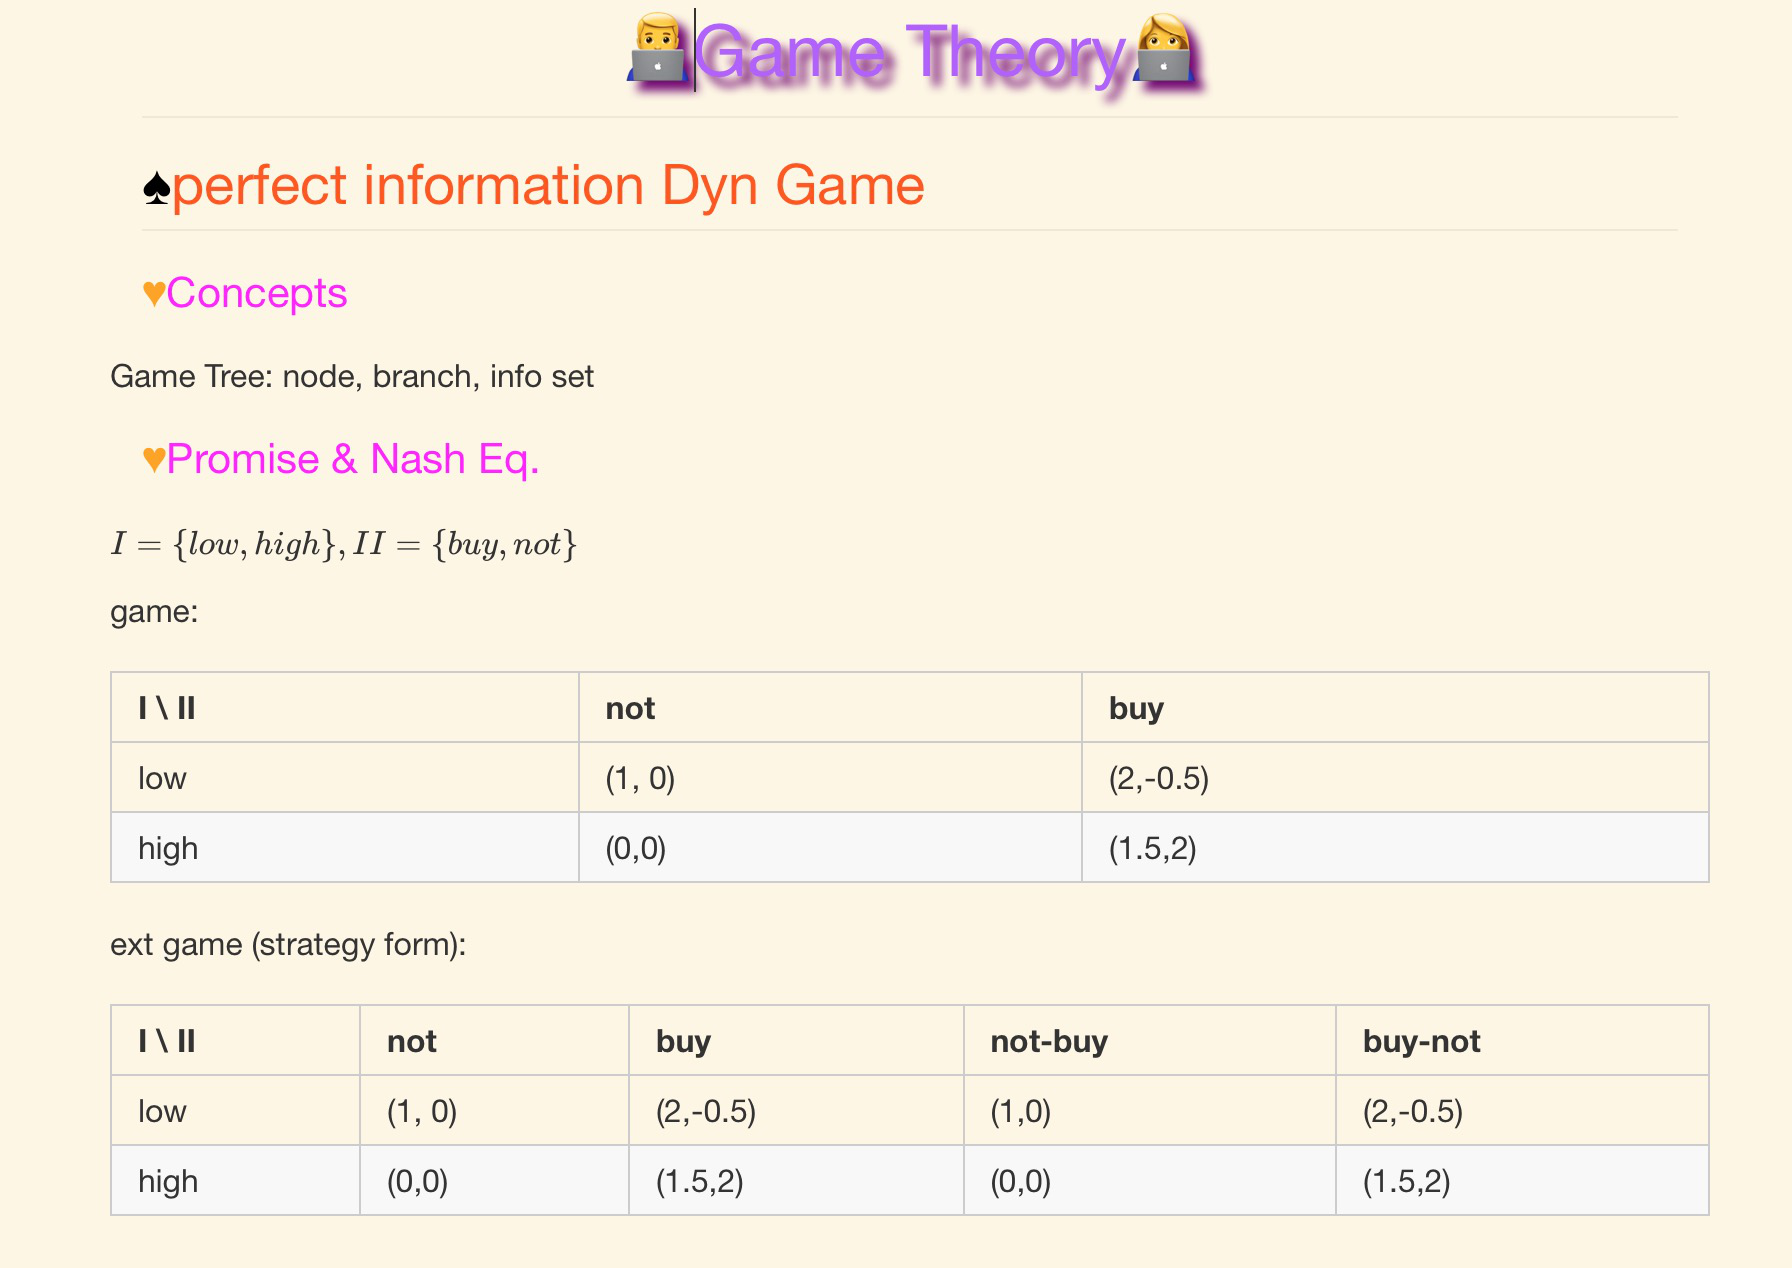 👨‍💻Game Theory👩‍💻
♠perfect information Dyn Game
♥Concepts
Game Tree: node, branch, info set
♥Promise & Nash Eq.
I = {low, high}, II = {buy, not}
game:
I \ II not buy
low (1, 0) (2,-0.5)
high (0,0) (1.5,2)
ext game (strategy form):
I \ II not buy not-buy buy-not
low (1, 0) (2,-0.5) (1,0) (2,-0.5)
high (0,0) (1.5,2) (0,0) (1.5,2)